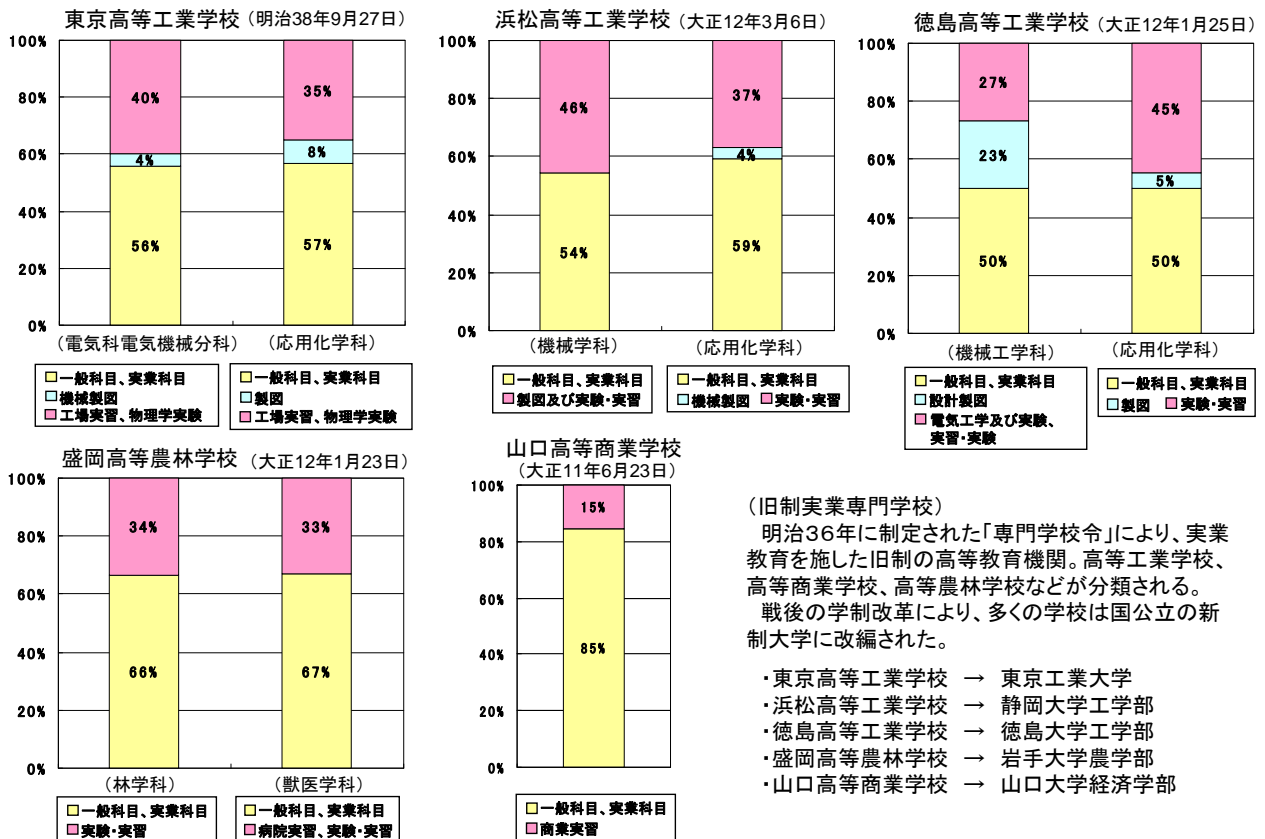 東京高等工業学校 (明治38年9月27日)
100%
80%
60%
40%
20%
0%
40%
4%
56%
35%
8%
57%
(電気科電気機械分科) (応用化学科)
一般科目、実業科目
機械製図
工場実習、物理学実験
一般科目、実業科目
製図
工場実習、物理学実験
浜松高等工業学校 (大正12年3月6日)
100%
80%
60%
40%
20%
0%
46%
54%
37%
4%
59%
(機械学科) (応用化学科)
一般科目、実業科目
製図及び実験・実習
一般科目、実業科目
機械製図 実験・実習
徳島高等工業学校 (大正12年1月25日)
100%
80%
60%
40%
20%
0%
27%
23%
50%
45%
5%
50%
(機械工学科) (応用化学科)
一般科目、実業科目
設計製図
電気工学及び実験、
実習・実験
一般科目、実業科目
製図 実験・実習
盛岡高等農林学校 (大正12年1月23日)
100%
80%
60%
40%
20%
0%
34%
66%
33%
67%
(林学科) (獣医学科)
一般科目、実業科目
実験・実習
一般科目、実業科目
病院実習、実験・実習
山口高等商業学校
(大正11年6月23日)
100%
80%
60%
40%
20%
0%
15%
85%
一般科目、実業科目
商業実習
(旧制実業専門学校)
明治36年に制定された「専門学校令」により、実業
教育を施した旧制の高等教育機関。高等工業学校、
高等商業学校、高等農林学校などが分類される。
戦後の学制改革により、多くの学校は国公立の新
制大学に改編された。
・東京高等工業学校 → 東京工業大学
・浜松高等工業学校 → 静岡大学工学部
・徳島高等工業学校 → 徳島大学工学部
・盛岡高等農林学校 → 岩手大学農学部
・山口高等商業学校 → 山口大学経済学部